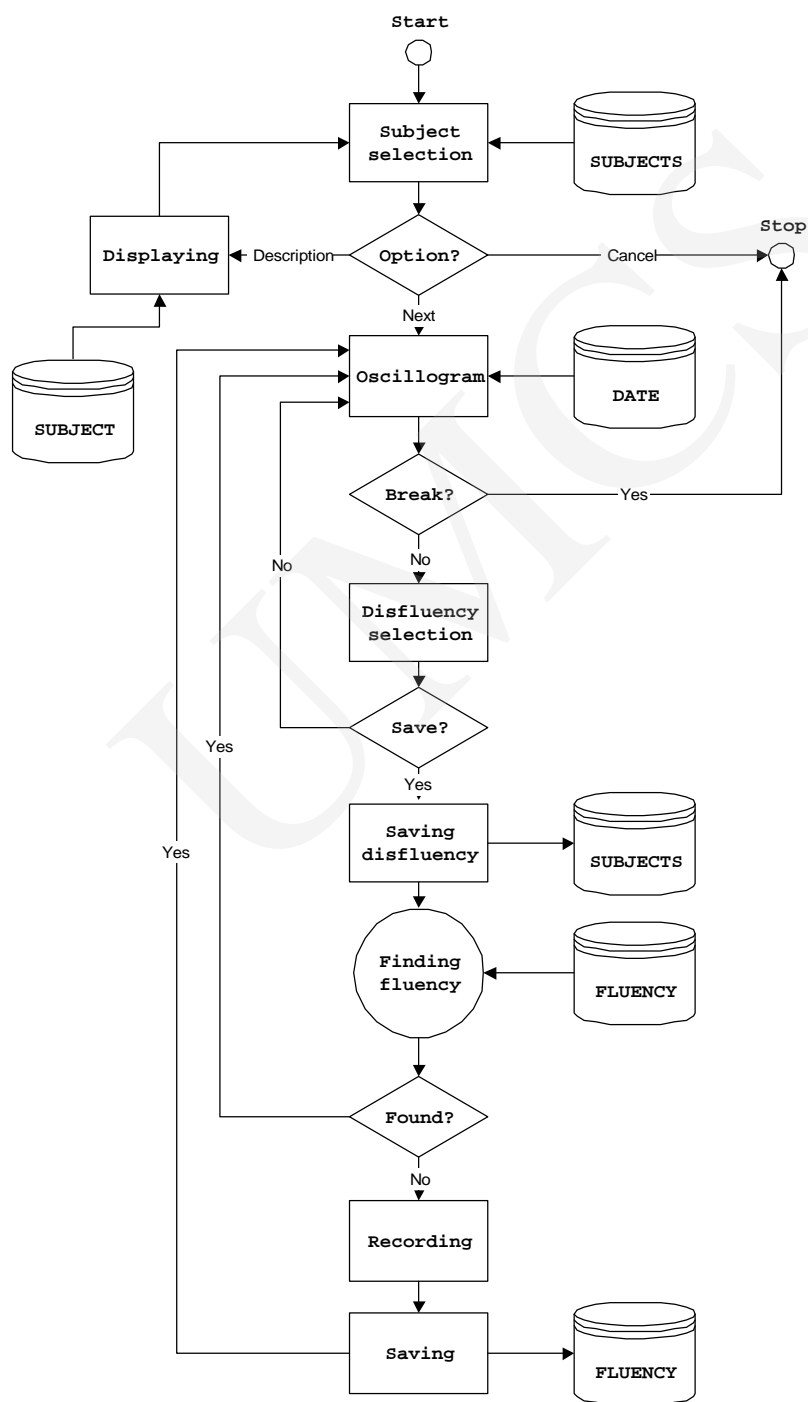 Start
Subject
selection
SUBJECTS
Stop
Displaying
Description
Option?
Cancel
Next
SUBJECT
Oscillogram
DATE
Break?
Yes
No
No
Disfluency
selection
Save?
Yes
Yes
Saving
disfluency
SUBJECTS
Yes
Finding
fluency
FLUENCY
Found?
No
Recording
Saving
FLUENCY
UMCS